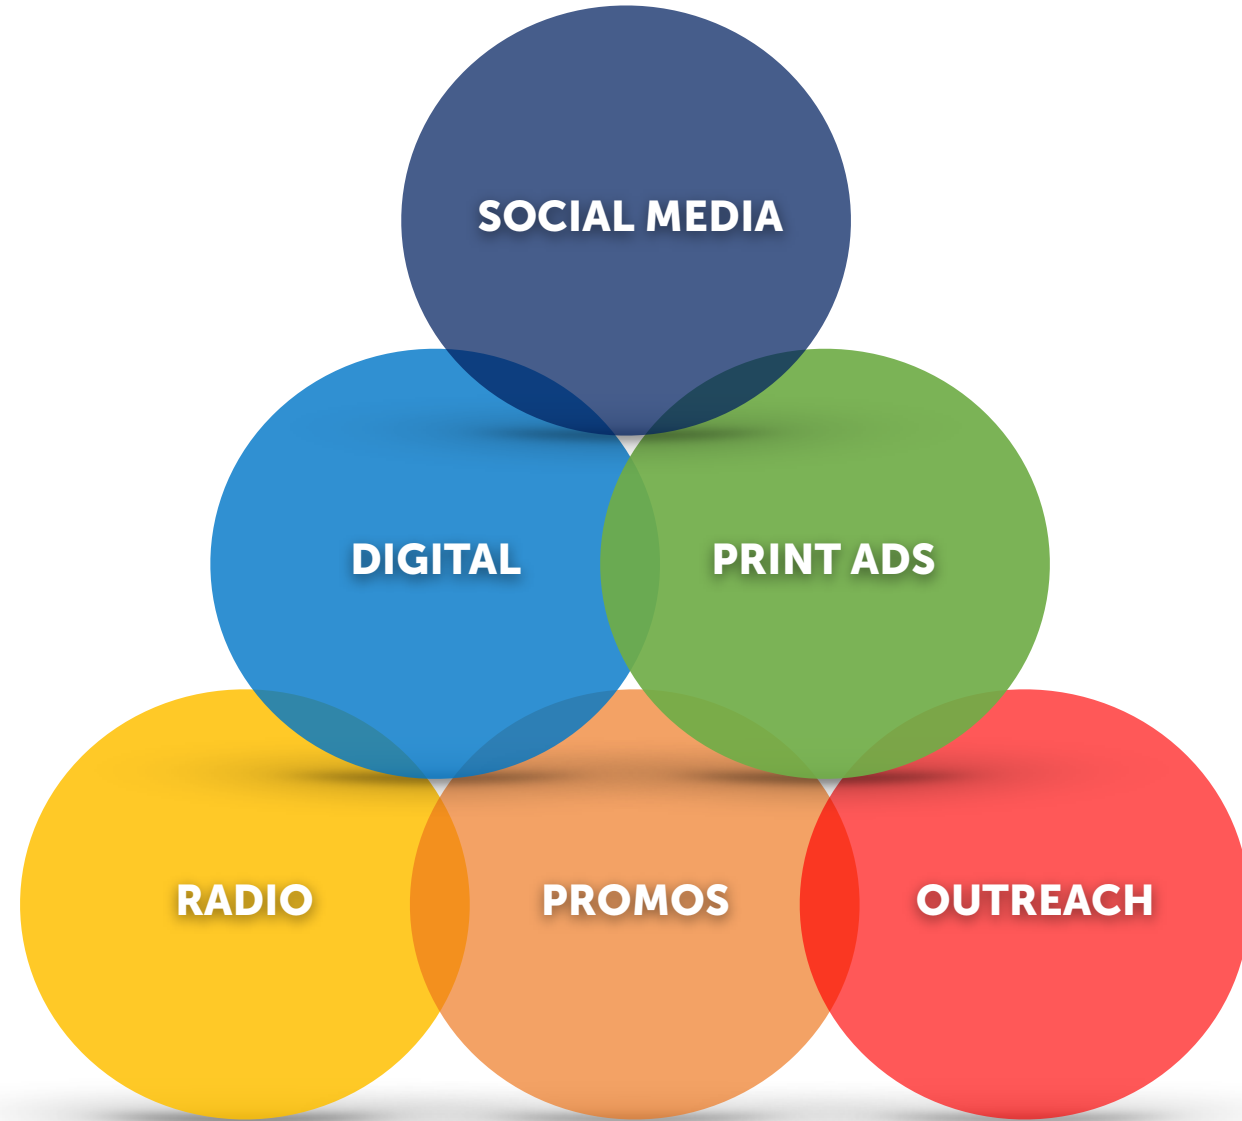 SOCIAL MEDIA
DIGITAL
PRINT ADS
RADIO
PROMOS
OUTREACH